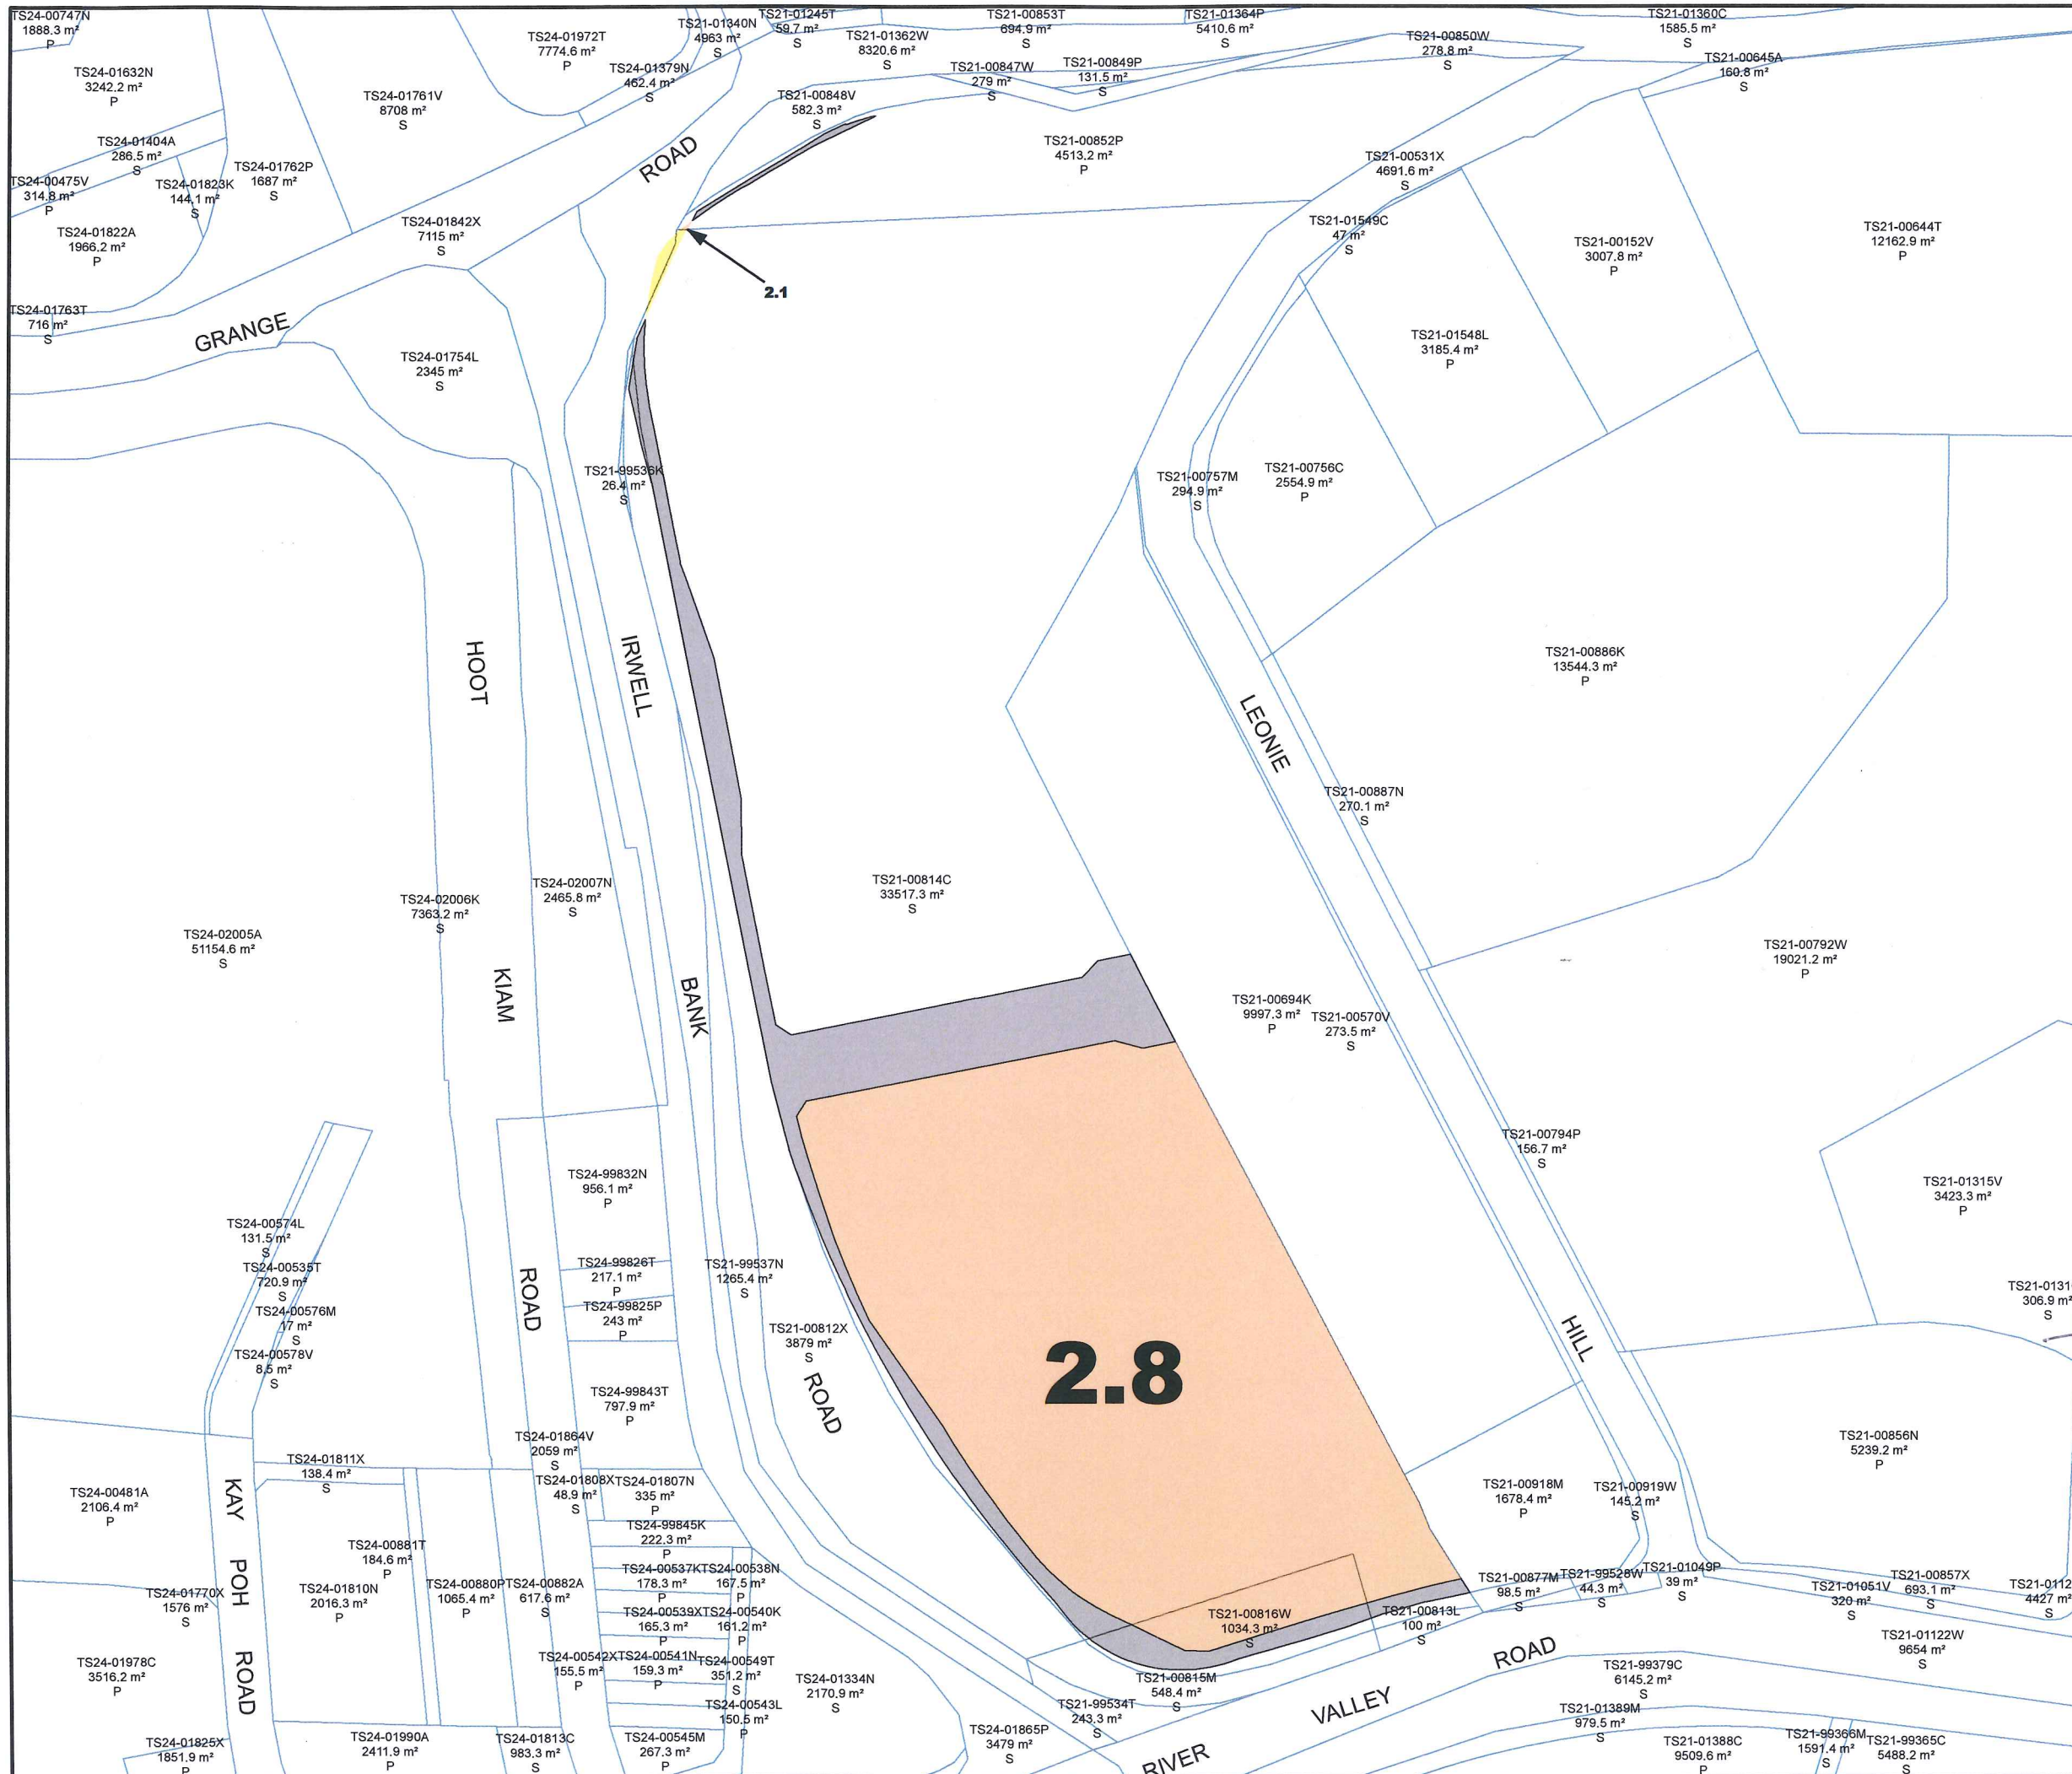 TS24-00747N
1888.3 m²
P
TS24-01632N
3242.2 m²
P
TS24-01404A
286.5 m²
S
TS24-00475V
314.8 m²
P
TS24-01823K
144.1 m²
S
TS24-01822A
1966.2 m²
P
TS24-01762P
1687 m²
S
TS24-01761V
8708 m²
S
TS24-01763T
716 m²
S
TS24-01972T
7774.6 m²
P
TS24-01379N
462.4 m²
S
TS21-01340N
4963 m²
S
TS21-01245T
59.7 m²
S
TS21-01362W
8320.6 m²
S
TS21-00853T
694.9 m²
S
TS21-01364P
5410.6 m²
S
TS21-00847W
279 m²
S
TS21-00849P
131.5 m²
S
TS21-00850W
278.8 m²
S
TS21-01360C
1585.5 m²
S
TS21-00645A
160.8 m²
S
TS21-00848V
582.3 m²
S
TS21-00852P
4513.2 m²
P
TS21-00531X
4691.6 m²
S
TS21-01549C
47 m²
S
TS21-00152V
3007.8 m²
P
TS21-00644T
12162.9 m²
P
TS24-01842X
7115 m²
S
ROAD
GRANGE
2.1
TS24-01754L
2345 m²
S
TS21-01548L
3185.4 m²
P
TS21-99536K
26.4 m²
S
TS21-00757M
294.9 m²
S
TS21-00756C
2554.9 m²
P
HOOT
IRWELL
LEONIE
TS21-00886K
13544.3 m²
P
TS21-00887N
270.1 m²
S
TS24-02005A
51154.6 m²
S
TS24-02006K
7363.2 m²
S
TS24-02007N
2465.8 m²
S
TS21-00814C
33517.3 m²
S
TS21-00792W
19021.2 m²
P
KIAM
BANK
TS21-00694K
9997.3 m²
P
TS21-00570V
273.5 m²
S
TS21-00794P
156.7 m²
S
TS21-01315V
3423.3 m²
P
TS24-99832N
956.1 m²
P
TS24-00574L
131.5 m²
S
TS24-00535T
720.9 m²
S
TS24-00576M
17 m²
S
TS24-00578V
8.5 m²
S
ROAD
TS24-99826T
217.1 m²
P
TS24-99825P
243 m²
P
TS21-99537N
1265.4 m²
S
TS21-00812X
3879 m²
S
ROAD
2.8
HILL
TS21-0131
306.9 m²
S
TS24-99843T
797.9 m²
P
TS24-01864V
2059 m²
S
TS24-01811X
138.4 m²
S
TS24-01808X
48.9 m²
S
TS24-01807N
335 m²
P
TS24-00481A
2106.4 m²
P
KAY
POH
ROAD
TS24-99845K
222.3 m²
P
TS24-00881T
184.6 m²
P
TS24-01810N
2016.3 m²
P
TS24-00880P
1065.4 m²
P
TS24-00882A
617.6 m²
S
TS24-00537K
178.3 m²
P
TS24-00538N
167.5 m²
P
TS24-00539X
165.3 m²
P
TS24-00540K
161.2 m²
P
TS24-00542X
155.5 m²
P
TS24-00541N
159.3 m²
P
TS24-00549T
351.2 m²
S
TS24-00543L
150.5 m²
P
TS24-01770X
1576 m²
S
TS24-01978C
3516.2 m²
P
TS24-01825X
1851.9 m²
P
TS24-01990A
2411.9 m²
P
TS24-01813C
983.3 m²
S
TS24-00545M
267.3 m²
P
TS24-01334N
2170.9 m²
S
TS24-01865P
3479 m²
S
TS21-00816W
1034.3 m²
S
TS21-00813L
100 m²
S
TS21-00815M
548.4 m²
S
TS21-99534T
243.3 m²
S
TS21-00918M
1678.4 m²
P
TS21-00919W
145.2 m²
S
TS21-00856N
5239.2 m²
P
TS21-00877M
98.5 m²
S
TS21-99528W
44.3 m²
S
TS21-01049P
39 m²
S
TS21-01051V
320 m²
S
TS21-00857X
693.1 m²
S
TS21-0112
4427 m²
S
TS21-01122W
9654 m²
S
RIVER
VALLEY
ROAD
TS21-99379C
6145.2 m²
S
TS21-01389M
979.5 m²
S
TS21-01388C
9509.6 m²
P
TS21-99366M
1591.4 m²
S
TS21-99365C
5488.2 m²
S